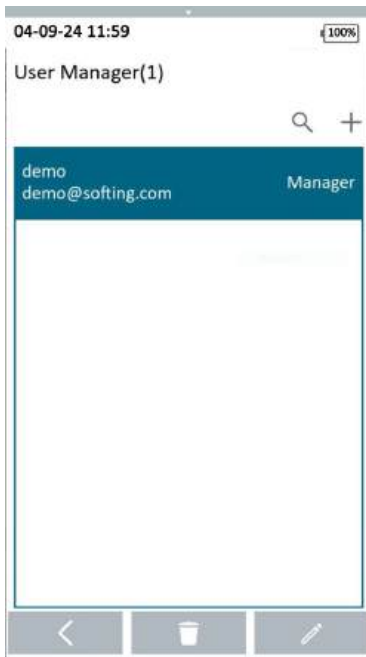 04-09-24 11:59
100%
User Manager(1)
demo
demo@softing.com
Manager